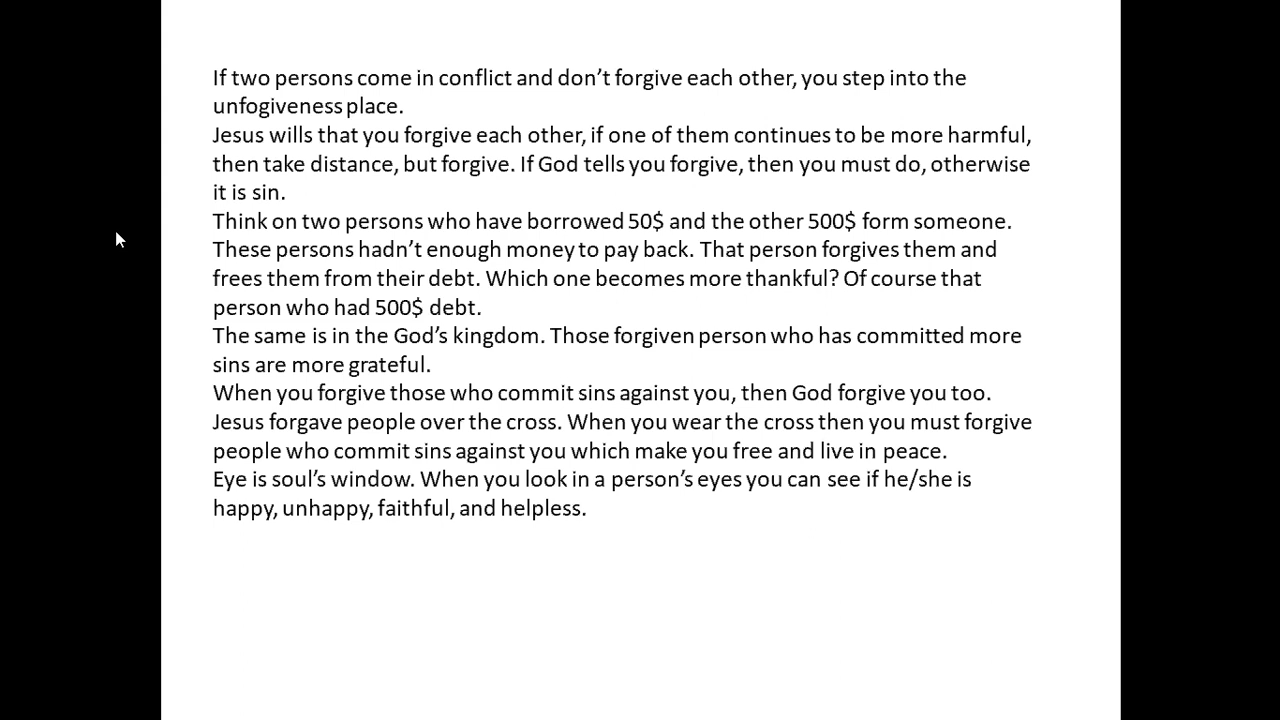 If two persons come in conflict and don’t forgive each other, you step into the
unfogiveness place.
Jesus wills that you forgive each other, if one of them continues to be more harmful,
then take distance, but forgive. If God tells you forgive, then you must do, otherwise
it is sin.
Think on two persons who have borrowed 50$ and the other 500$ form someone.
These persons hadn’t enough money to pay back. That person forgives them and
frees them from their debt. Which one becomes more thankful? Of course that
person who had 500$ debt.
The same is in the God’s kingdom. Those forgiven person who has committed more
sins are more grateful.
When you forgive those who commit sins against you, then God forgive you too.
Jesus forgave people over the cross. When you wear the cross then you must forgive
people who commit sins against you which make you free and live in peace.
Eye is soul’s window. When you look in a person’s eyes you can see if he/she is
happy, unhappy, faithful, and helpless.